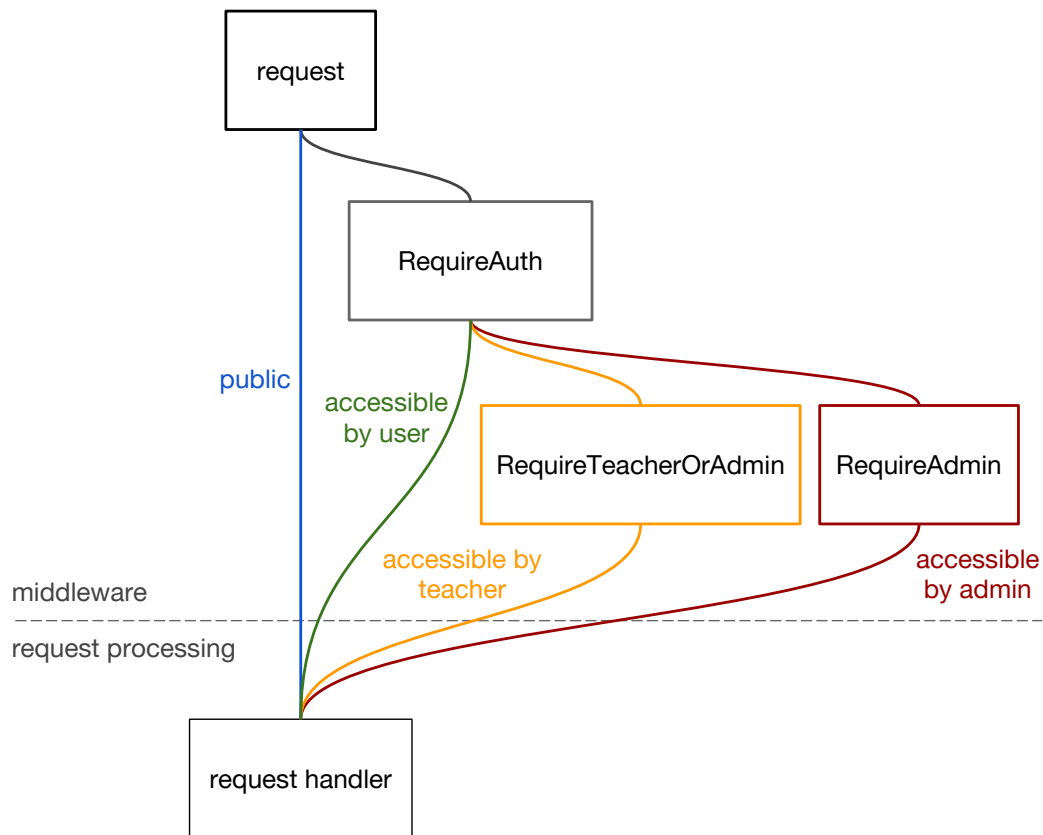 request
RequireAuth
public
accessible
by user
RequireTeacherOrAdmin
RequireAdmin
accessible by
teacher
accessible
by admin
middleware
request processing
request handler